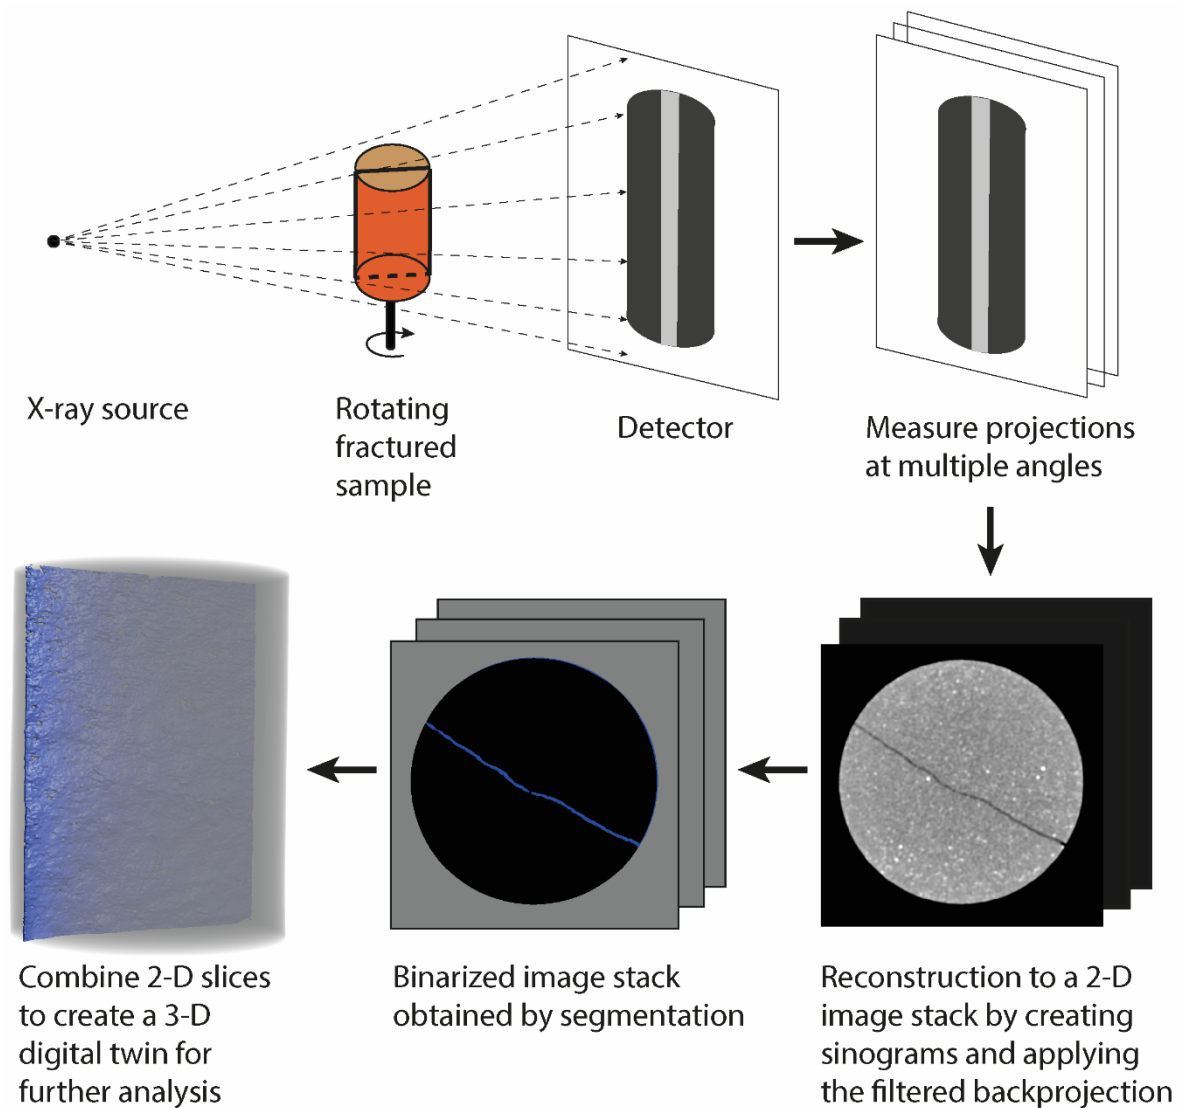 X-ray source
Rotating
fractured
sample
Detector
Measure projections
at multiple angles
Combine 2-D slices
to create a 3-D
digital twin for
further analysis
Binarized image stack
obtained by segmentation
Reconstruction to a 2-D
image stack by creating
sinograms and applying
the filtered backprojection